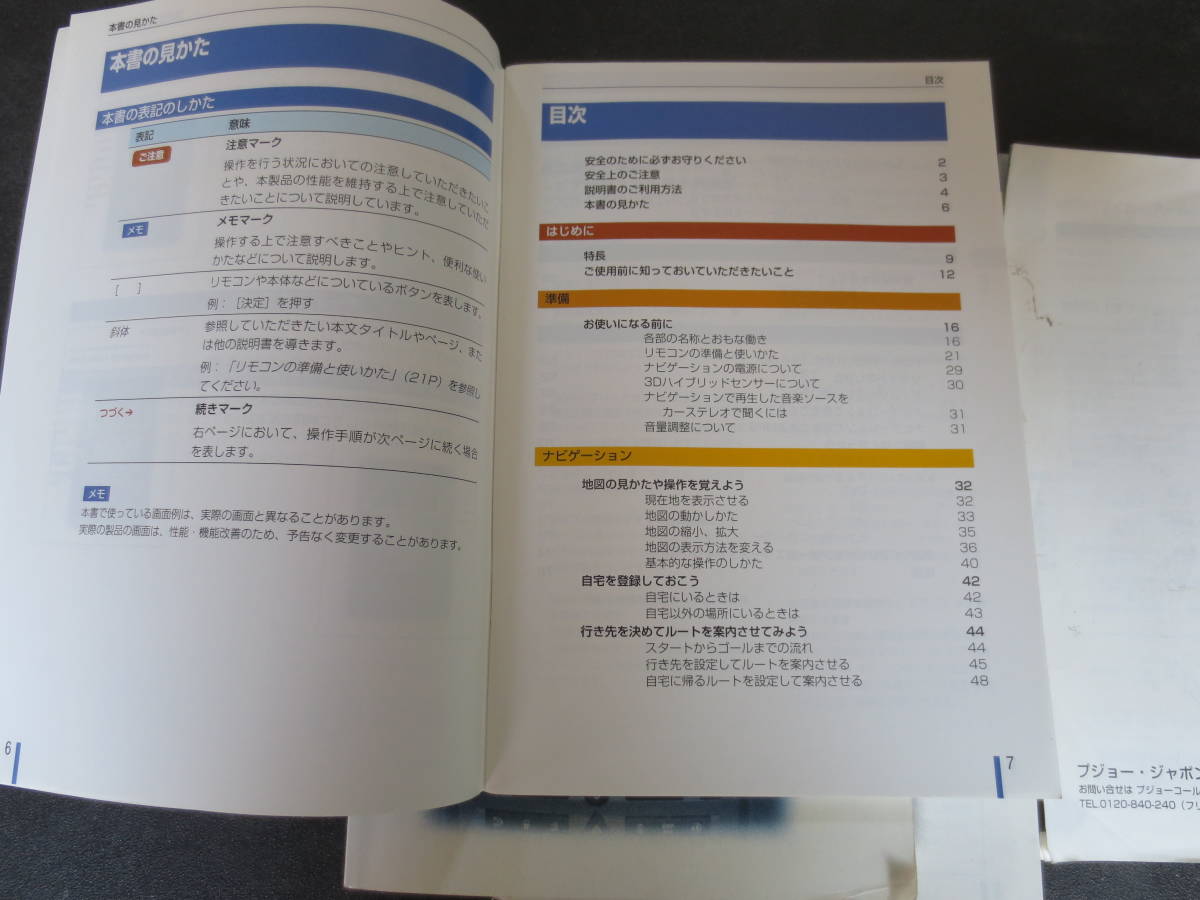 本書の見かた
本書の見かた
本書の表記のしかた
表記 意味
ご注意 注意マーク
操作を行う状況においての注意していただきたいこ
とや、本製品の性能を維持する上で注意していただ
きたいことについて説明しています。
メモ メモマーク
操作する上で注意すべきことやヒント、便利な使い
かたなどについて説明します。
[ ] リモコンや本体などについているボタンを表します。
例：［決定］を押す
斜体 参照していただきたい本文タイトルやページ、また
は他の説明書を導きます。
例：「リモコンの準備と使いかた」（21P）を参照し
てください。
つづく→ 続きマーク
右ページにおいて、操作手順が次ページに続く場合
を表します。
メモ
本書で使っている画面例は、実際の画面と異なることがあります。
実際の製品の画面は、性能・機能改善のため、予告なく変更することがあります。
6
目次
目次
安全のために必ずお守りください 2
安全上のご注意 3
説明書のご利用方法 4
本書の見かた 6
はじめに
特長 9
ご使用前に知っておいていただきたいこと 12
準備
お使いになる前に 16
各部の名称とおもな働き 16
リモコンの準備と使いかた 21
ナビゲーションの電源について 29
3Dハイブリッドセンサーについて 30
ナビゲーションで再生した音楽ソースを
カーステレオで聞くには 31
音量調整について 31
ナビゲーション
地図の見かたや操作を覚えよう 32
現在地を表示させる 32
地図の動かしかた 33
地図の縮小、拡大 35
地図の表示方法を変える 36
基本的な操作のしかた 40
自宅を登録しておこう 42
自宅にいるときは 42
自宅以外の場所にいるときは 43
行き先を決めてルートを案内させてみよう 44
スタートからゴールまでの流れ 44
行き先を設定してルートを案内させる 45
自宅に帰るルートを設定して案内させる 48
7
プジョー・ジャポン
お問い合せは プジョーコール
TEL.0120-840-240（フリ